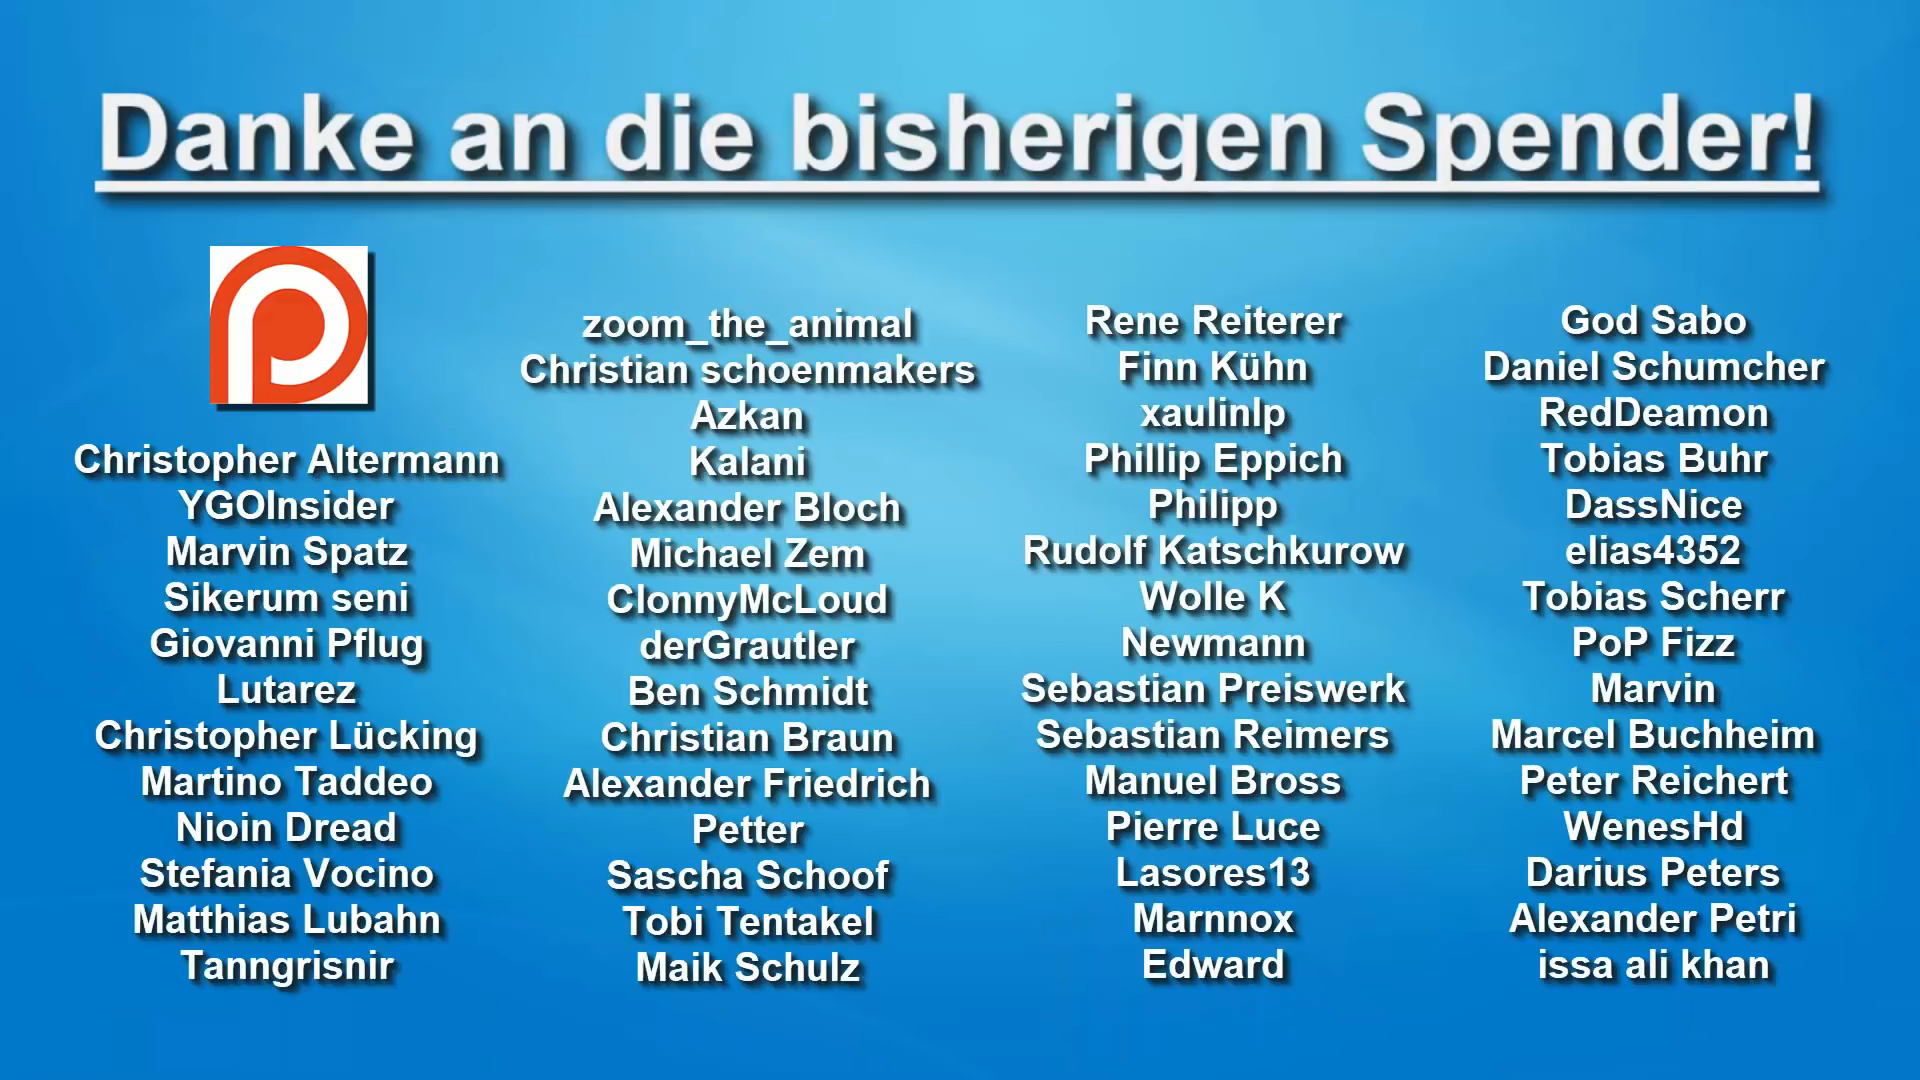 Danke an die bisherigen Spender!
Christopher Altermann
YGOInsider
Marvin Spatz
Sikerum seni
Giovanni Pflug
Lutarez
Christopher Lücking
Martino Taddeo
Nioin Dread
Stefania Vocino
Matthias Lubahn
Tanngrisnir
zoom_the_animal
Christian schoenmakers
Azkan
Kalani
Alexander Bloch
Michael Zem
ClonnyMcLoud
derGrautler
Ben Schmidt
Christian Braun
Alexander Friedrich
Petter
Sascha Schoof
Tobi Tentakel
Maik Schulz
Rene Reiterer
Finn Kühn
xaulinlp
Phillip Eppich
Philipp
Rudolf Katschkurow
Wolle K
Newmann
Sebastian Preiswerk
Sebastian Reimers
Manuel Bross
Pierre Luce
Lasores13
Marnnox
Edward
God Sabo
Daniel Schumcher
RedDeamon
Tobias Buhr
DassNice
elias4352
Tobias Scherr
PoP Fizz
Marvin
Marcel Buchheim
Peter Reichert
WenesHd
Darius Peters
Alexander Petri
issa ali khan